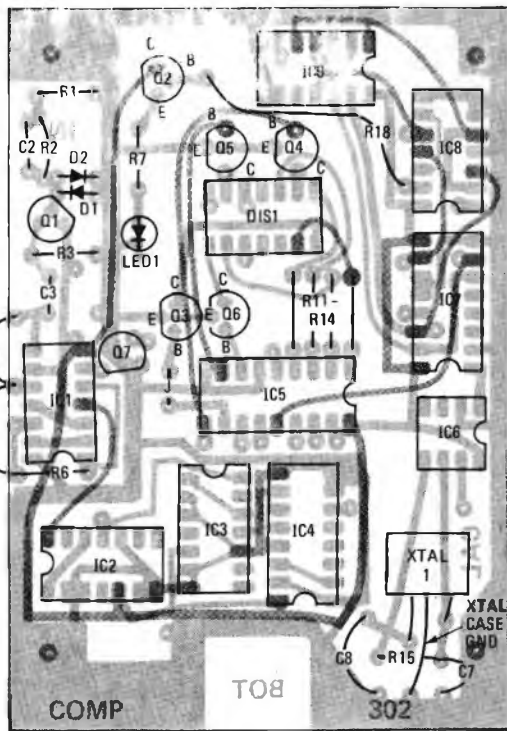 C
Q2
B
IC9
R1
R18
IC8
C2
R2
D2
D1
R7
B
E
Q5
C
B
E
Q4
C
Q1
DIS1
LED1
R3
C3
C
Q3
E
B
C
E
Q6
B
R11-
R14
IC7
Q7
IC1
J
IC5
IC6
R6
IC2
IC3
IC4
XTAL
1
XTAL
CASE
GND
C8
R15
C7
BOT
COMP
302